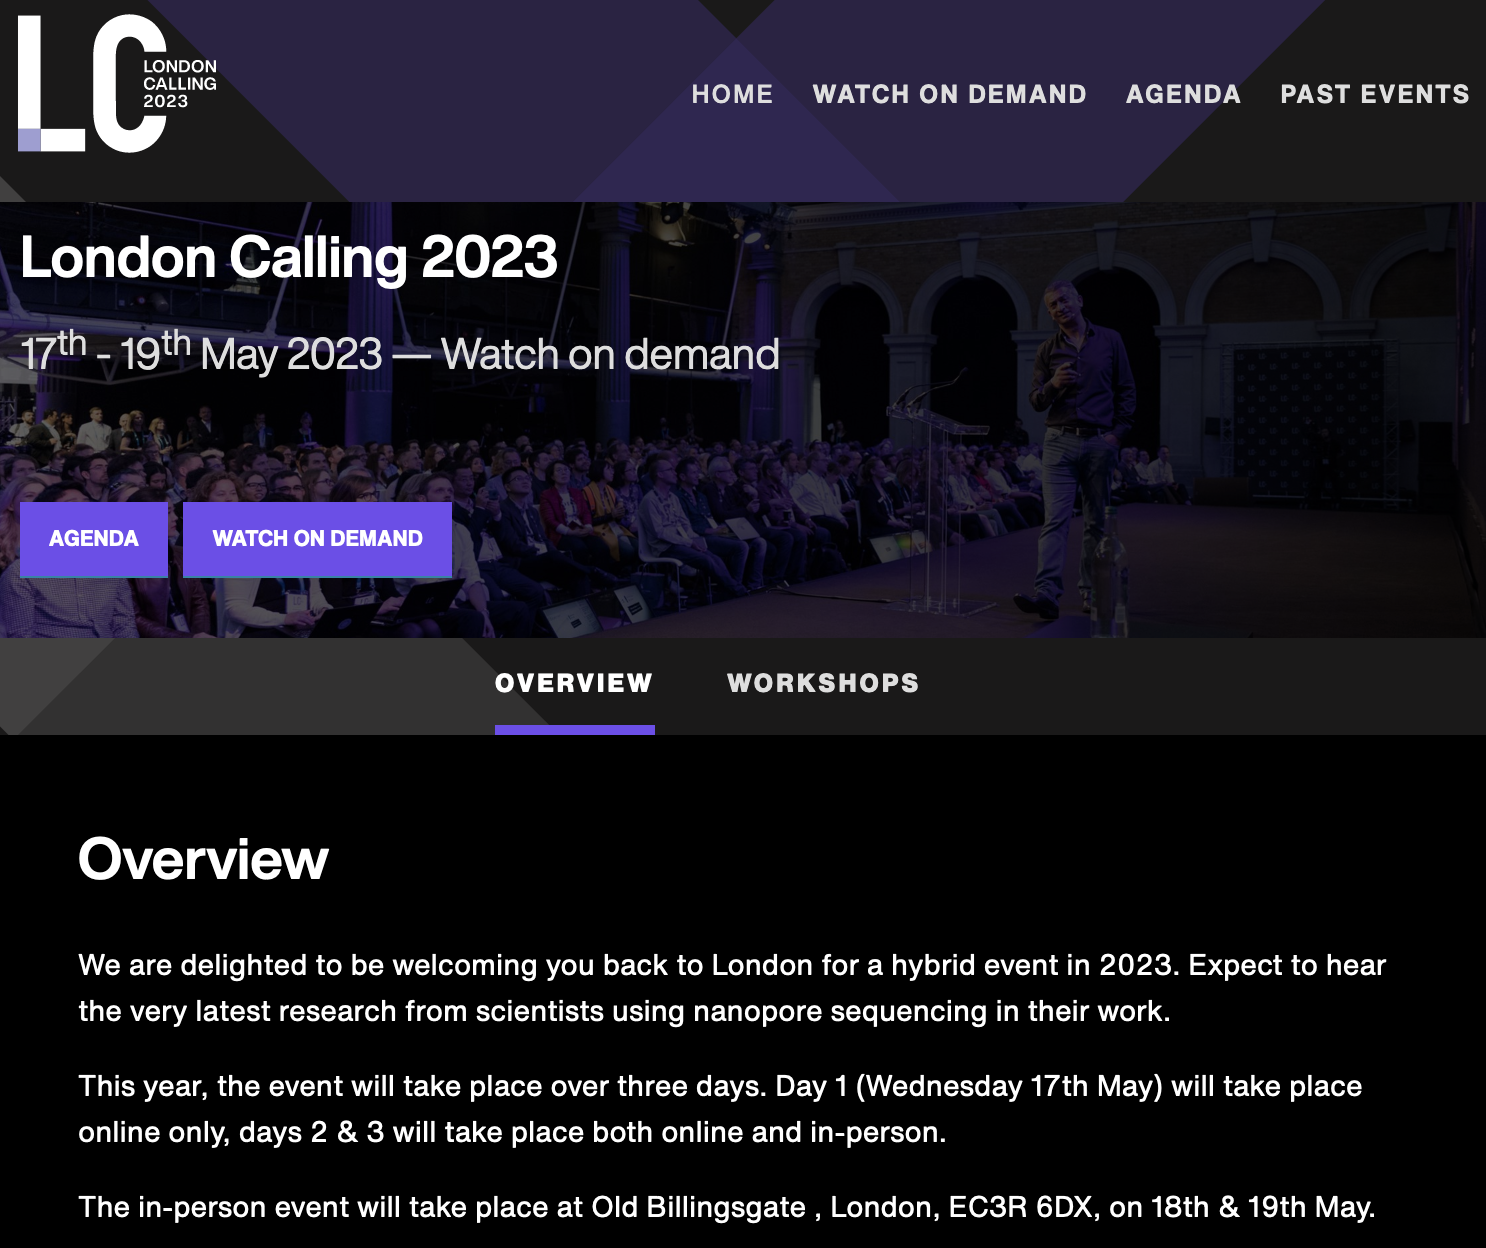 LONDON
CALLING
2023
HOME WATCH ON DEMAND AGENDA PAST EVENTS
London Calling 2023
17th - 19th May 2023 — Watch on demand
AGENDA WATCH ON DEMAND
OVERVIEW WORKSHOPS
Overview
We are delighted to be welcoming you back to London for a hybrid event in 2023. Expect to hear
the very latest research from scientists using nanopore sequencing in their work.
This year, the event will take place over three days. Day 1 (Wednesday 17th May) will take place
online only, days 2 & 3 will take place both online and in-person.
The in-person event will take place at Old Billingsgate , London, EC3R 6DX, on 18th & 19th May.